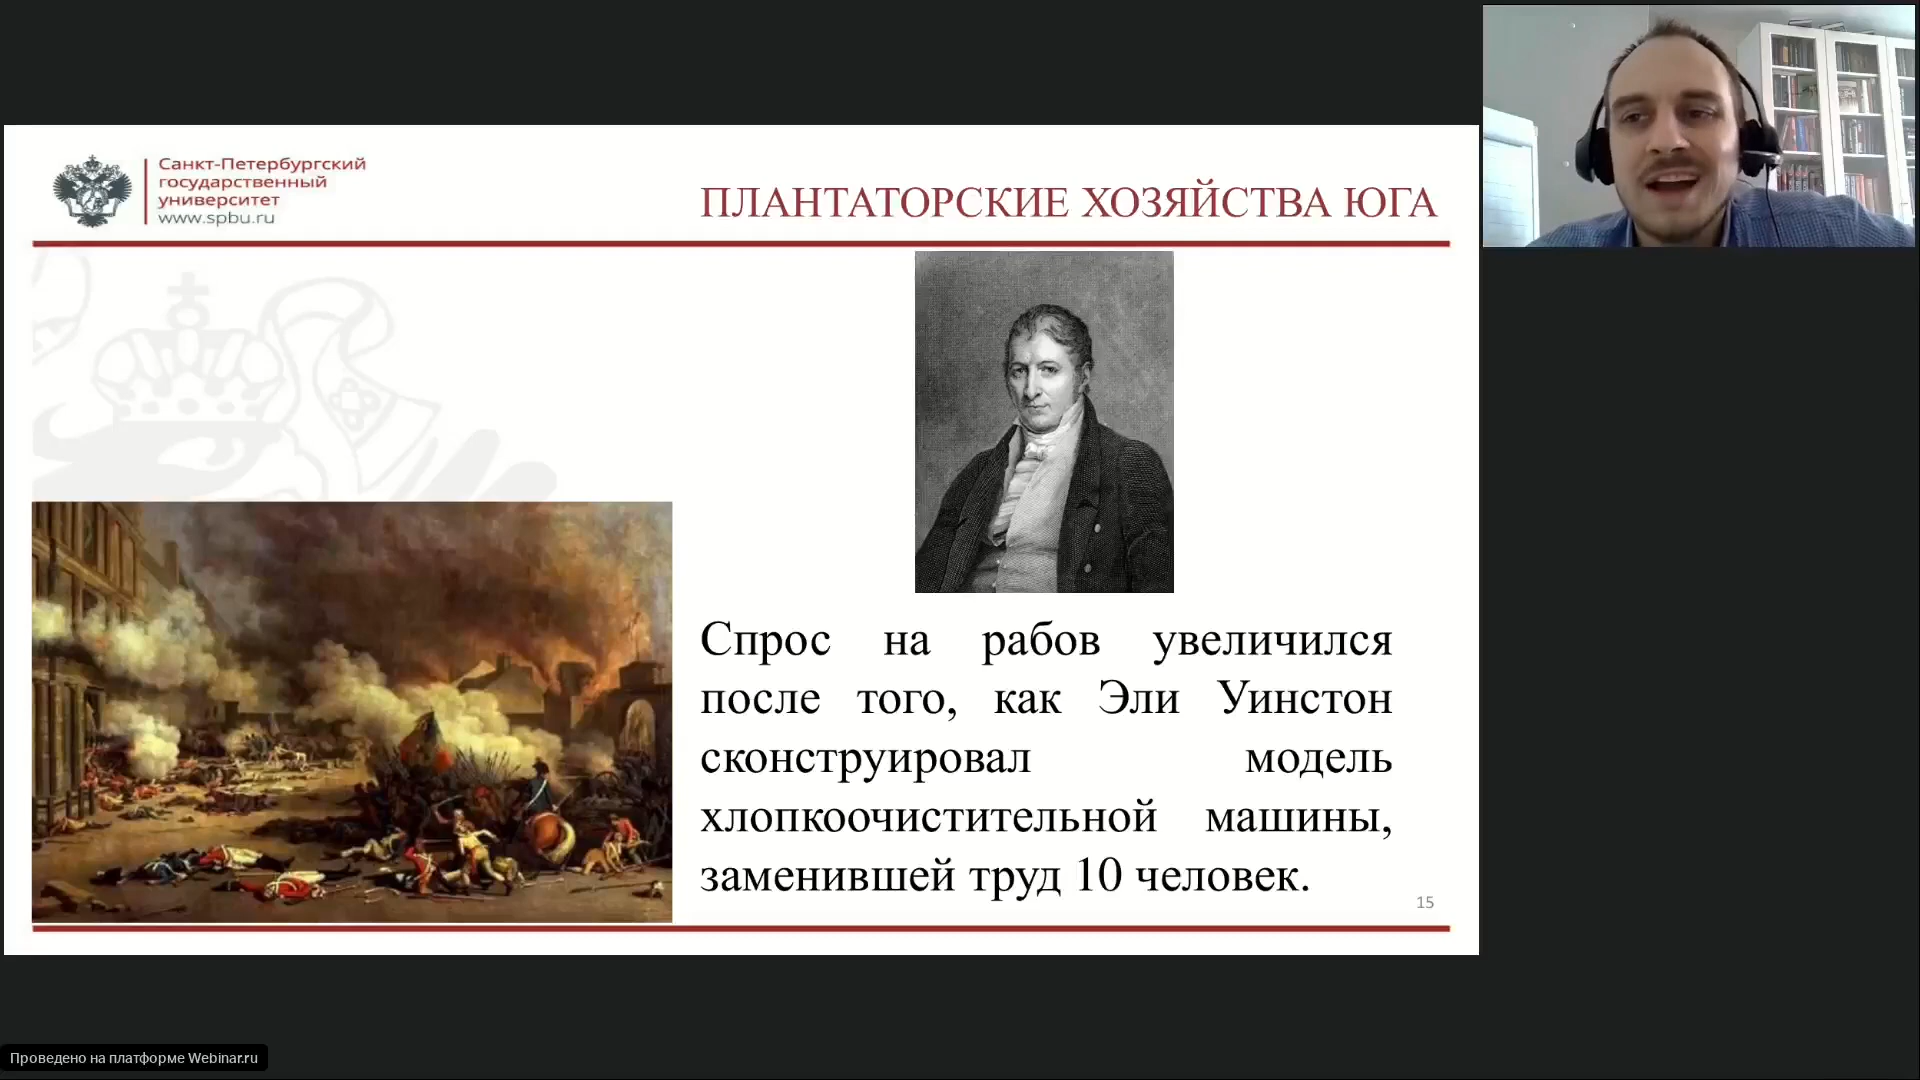 Санкт-Петербургский
государственный
университет
www.spbu.ru
ПЛАНТАТОРСКИЕ ХОЗЯЙСТВА ЮГА
Спрос на рабов увеличился
после того, как Эли Уинстон
сконструировал модель
хлопкоочистительной машины,
заменившей труд 10 человек.
15
Проведено на платформе Webinar.ru